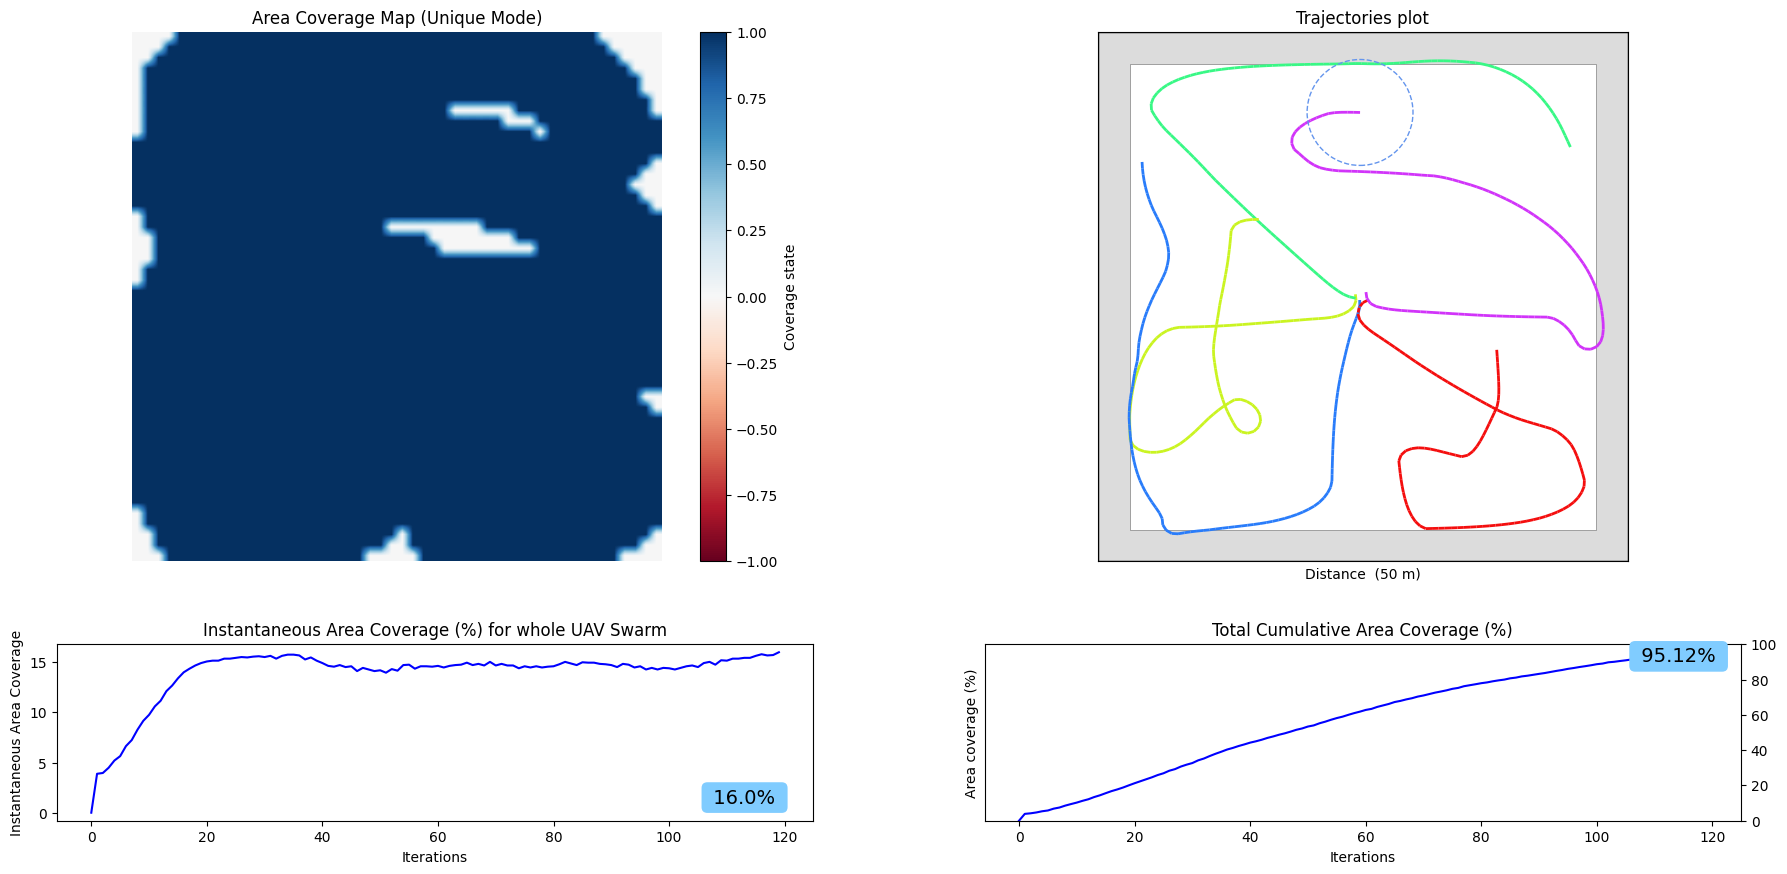 Area Coverage Map (Unique Mode)
1.00
0.75
0.50
0.25
0.00
−0.25
−0.50
−0.75
−1.00
Coverage state
Trajectories plot
Distance  (50 m)
Instantaneous Area Coverage (%) for whole UAV Swarm
Instantaneous Area Coverage
15
10
5
0
16.0%
0 20 40 60 80 100 120
Iterations
Total Cumulative Area Coverage (%)
Area coverage (%)
95.12%
100
80
60
40
20
0
0 20 40 60 80 100 120
Iterations